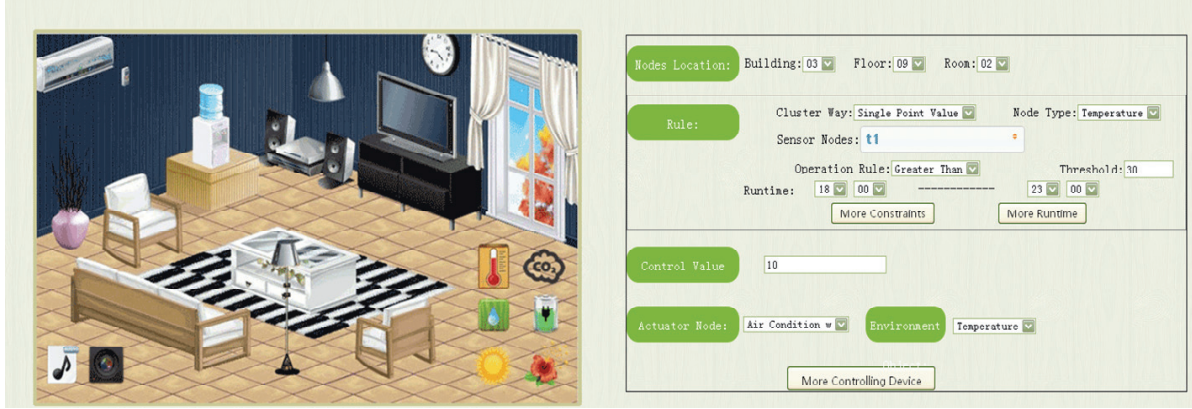 Nodes Location: Building: 03 Floor: 09 Room: 02
Cluster Way: Single Point Value Node Type: Temperature
Rule:
Sensor Nodes: t1
Operation Rule: Greater Than Threshold: 30
Runtime: 18 00 ------------ 23 00
More Constraints More Runtime
Control Value 10
Actuator Node: Air Condition w Environment Temperature
More Controlling Device
CO2